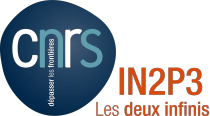 cnrs
dépasser les frontières
IN2P3
Les deux infinis